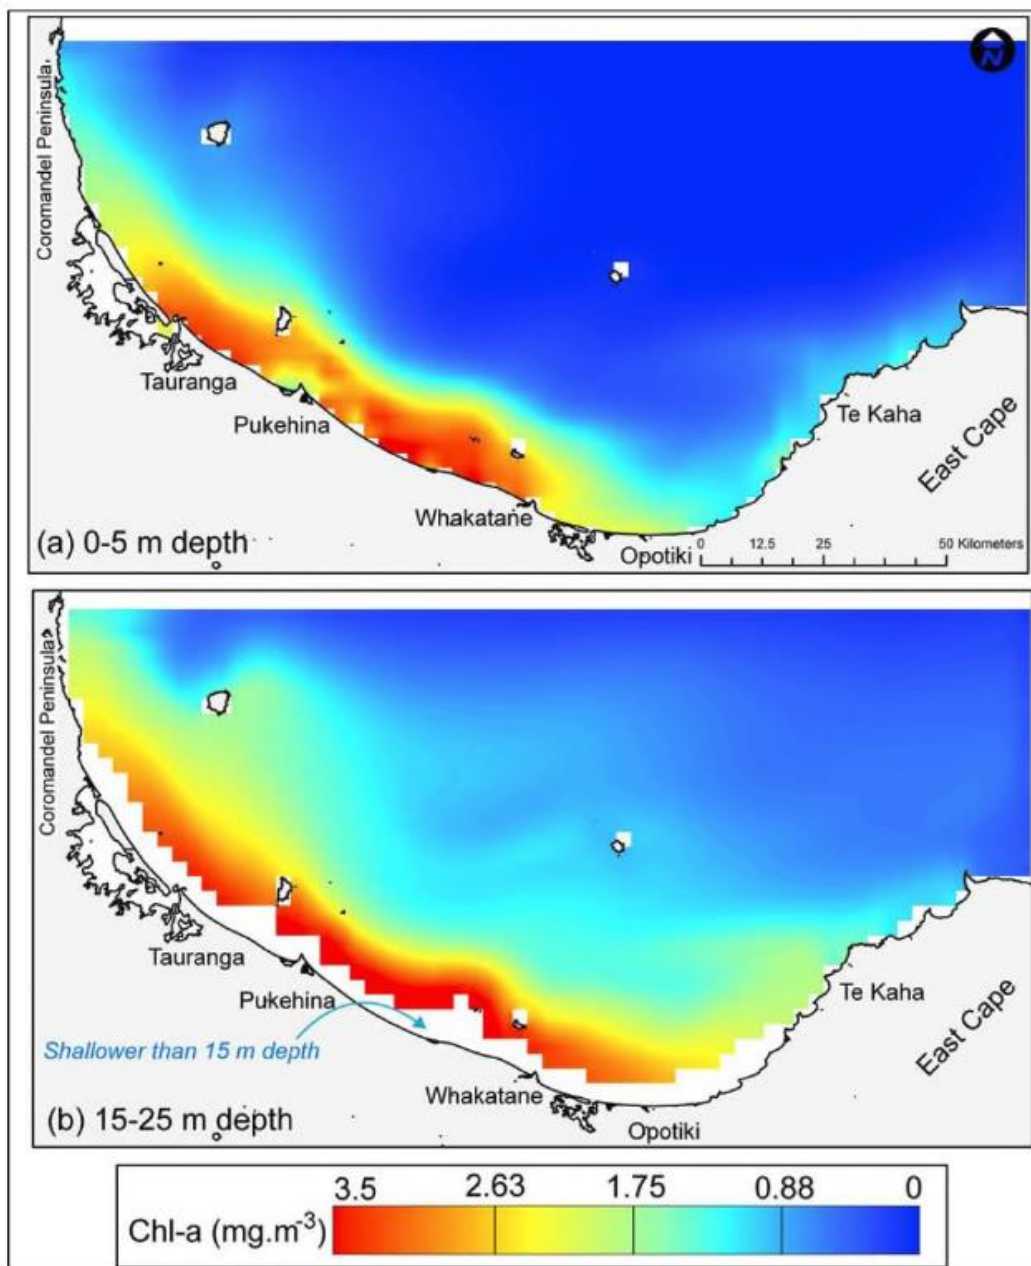 N
Coromandel Peninsula
Tauranga
Pukehina
Whakatane
Opotiki
Te Kaha
East Cape
(a) 0-5 m depth
0 12.5 25 50 Kilometers
Coromandel Peninsula
Tauranga
Pukehina
Shallower than 15 m depth
Whakatane
Opotiki
Te Kaha
East Cape
(b) 15-25 m depth
3.5 2.63 1.75 0.88 0
Chl-a (mg.m⁻³)